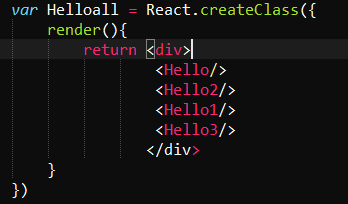 var Helloall = React.createClass({
render(){
return <div>
<Hello/>
<Hello2/>
<Hello1/>
<Hello3/>
</div>
}
})